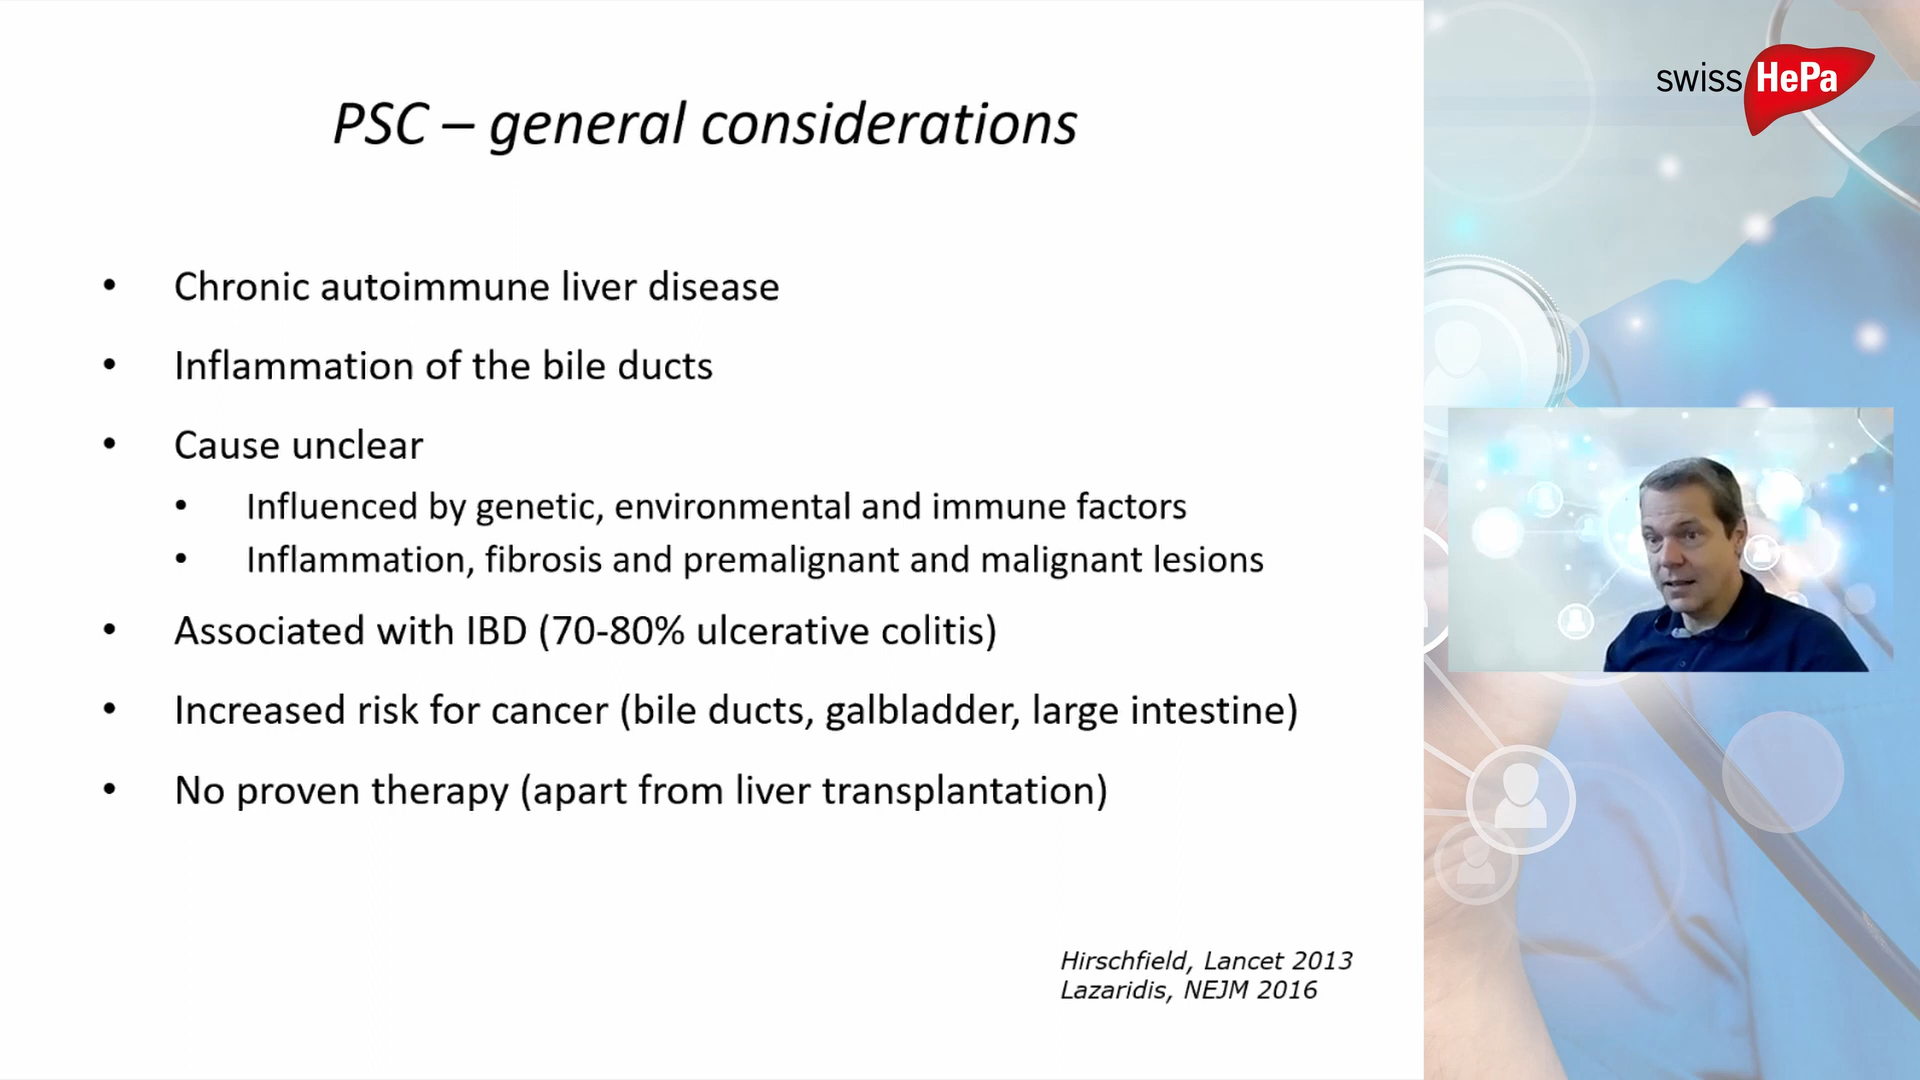 PSC – general considerations
• Chronic autoimmune liver disease
• Inflammation of the bile ducts
• Cause unclear
• Influenced by genetic, environmental and immune factors
• Inflammation, fibrosis and premalignant and malignant lesions
• Associated with IBD (70-80% ulcerative colitis)
• Increased risk for cancer (bile ducts, galbladder, large intestine)
• No proven therapy (apart from liver transplantation)
Hirschfield, Lancet 2013
Lazaridis, NEJM 2016
swiss HePa